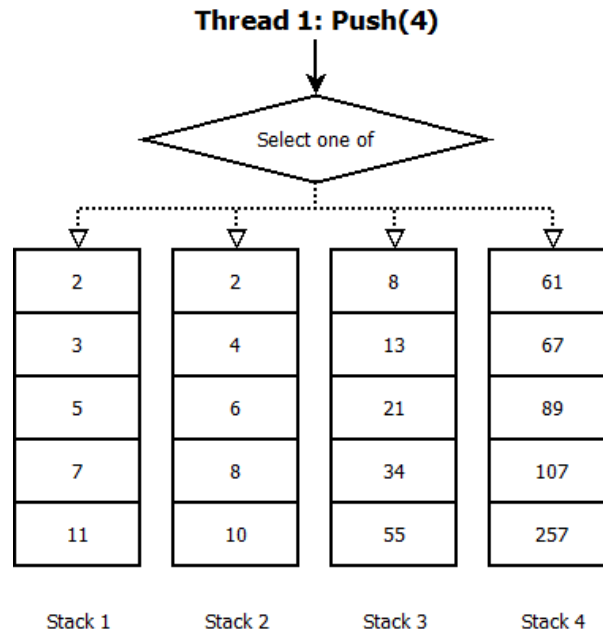 Thread 1: Push(4)
Select one of
2 2 8 61
3 4 13 67
5 6 21 89
7 8 34 107
11 10 55 257
Stack 1 Stack 2 Stack 3 Stack 4